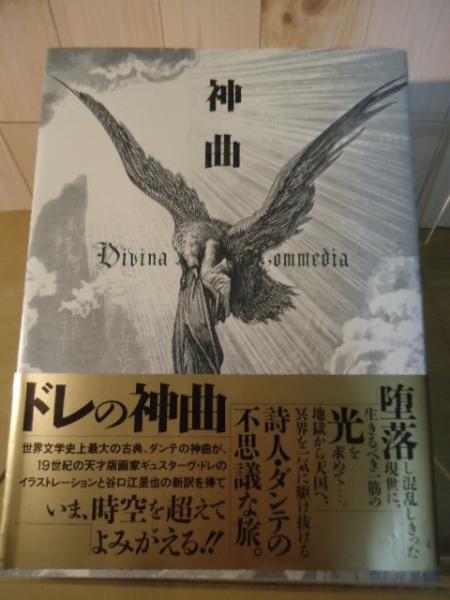 神曲
Divina Commedia
堕落し混乱しきった
現世に、
生きるべき一筋の
光を
求めて…。
地獄から天国へ、
冥界を一気に駆け抜ける
詩人・ダンテの
不思議な旅。
ドレの神曲
世界文学史上最大の古典、ダンテの神曲が、
19世紀の天才版画家ギュスターヴ・ドレの
イラストレーションと谷口江里也の新訳を得て
いま、時空を超えて
よみがえる!!